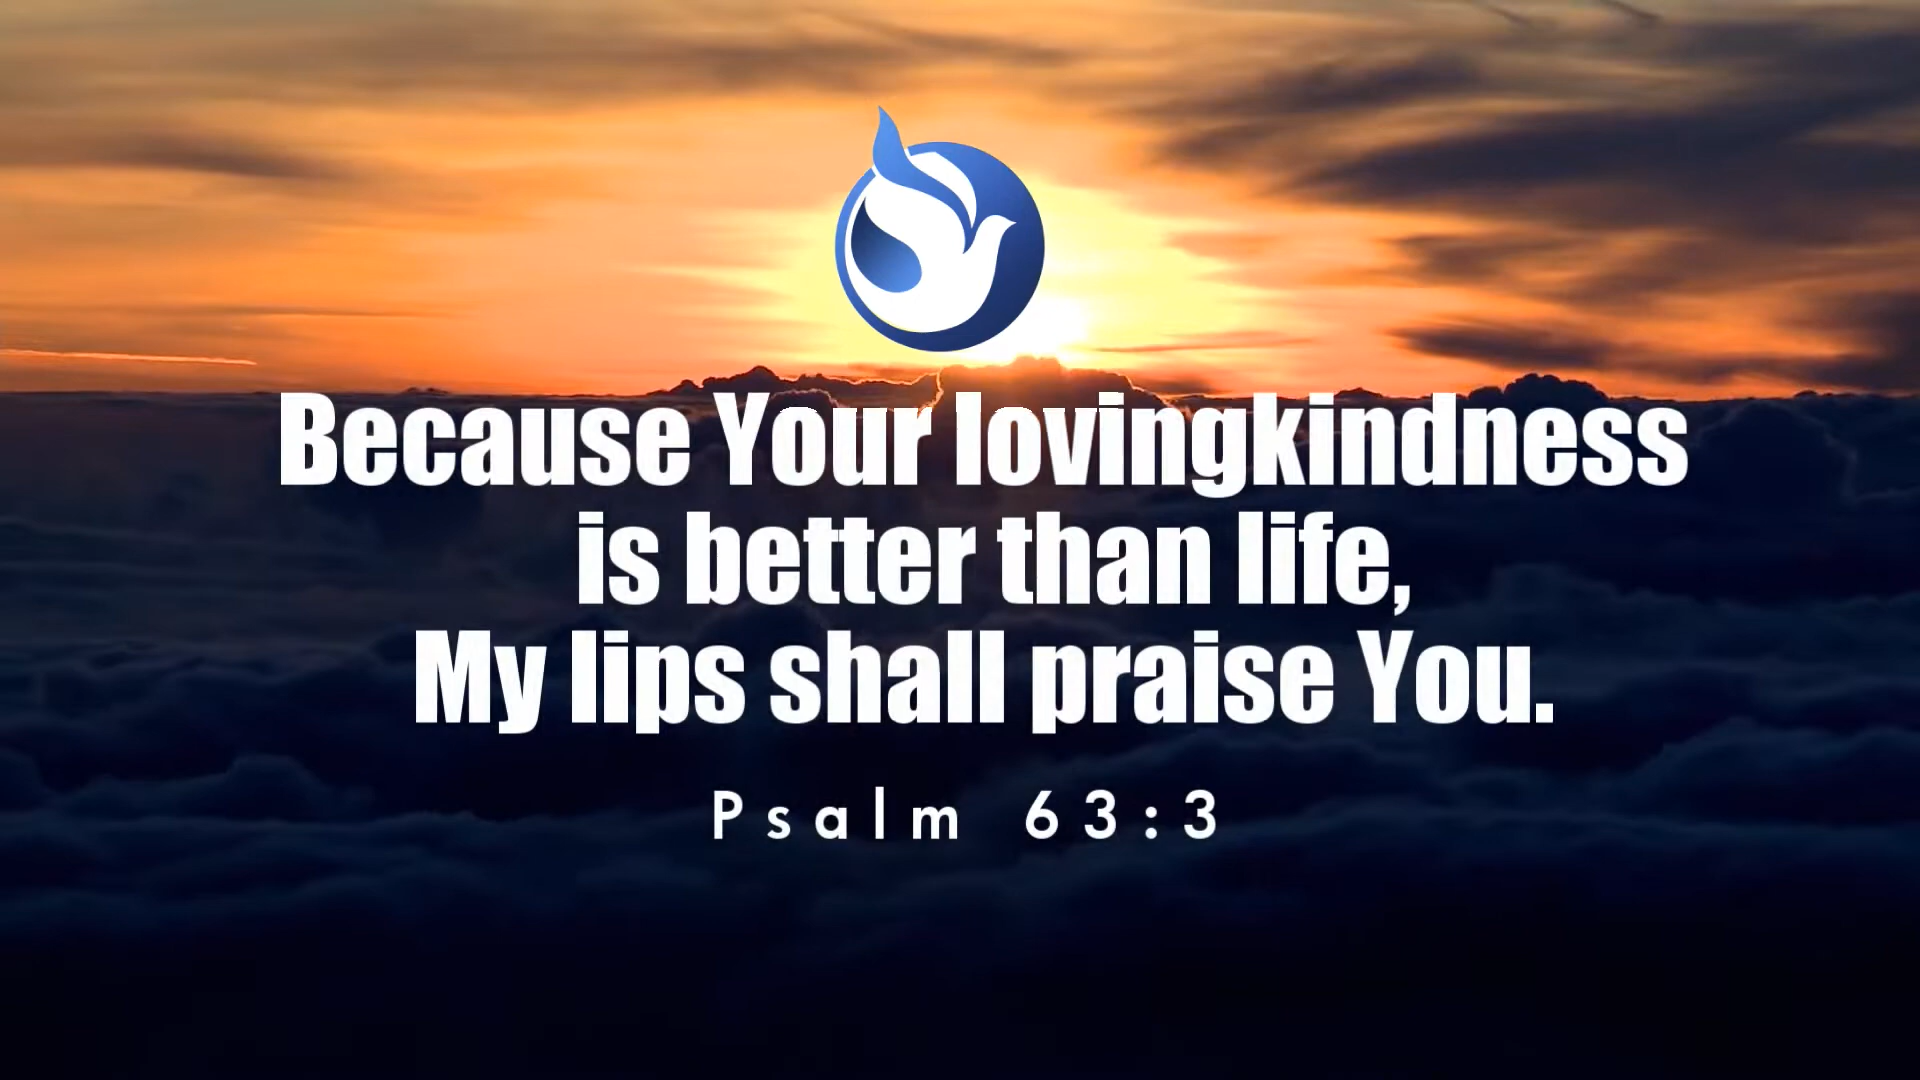 Because Your lovingkindness
is better than life,
My lips shall praise You.
Psalm 63:3